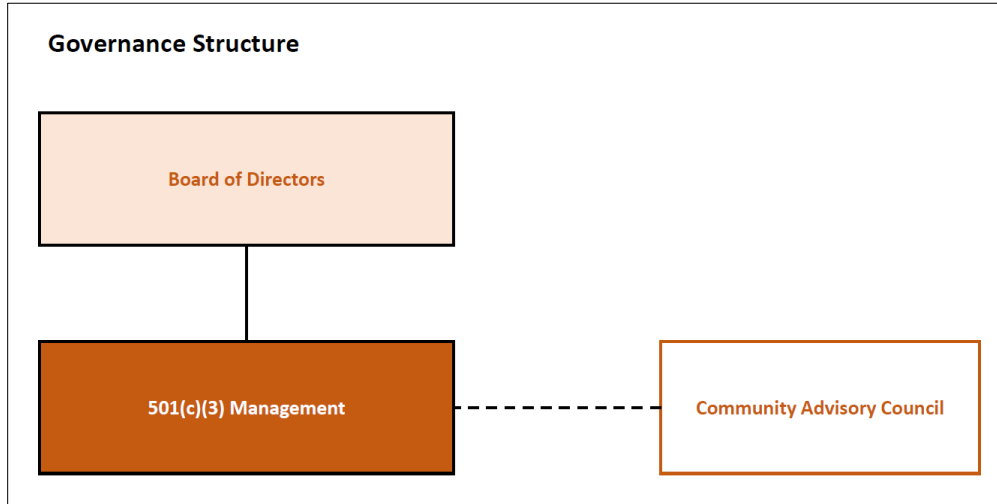 Governance Structure
Board of Directors
501(c)(3) Management
Community Advisory Council